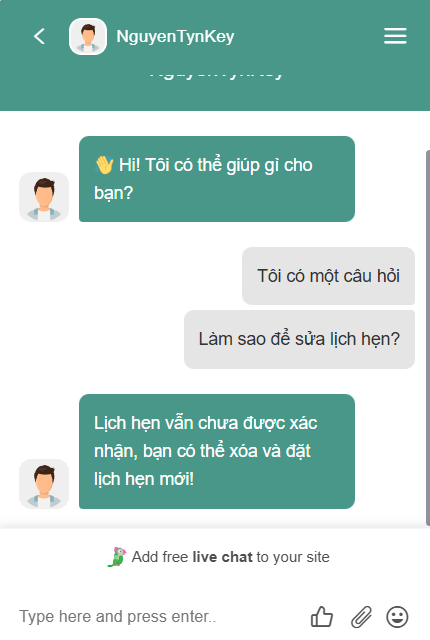 NguyenTynKey
NguyenTynKey
👋 Hi! Tôi có thể giúp gì cho
bạn?
Tôi có một câu hỏi
Làm sao để sửa lịch hẹn?
Lịch hẹn vẫn chưa được xác
nhận, bạn có thể xóa và đặt
lịch hẹn mới!
Add free live chat to your site
Type here and press enter..